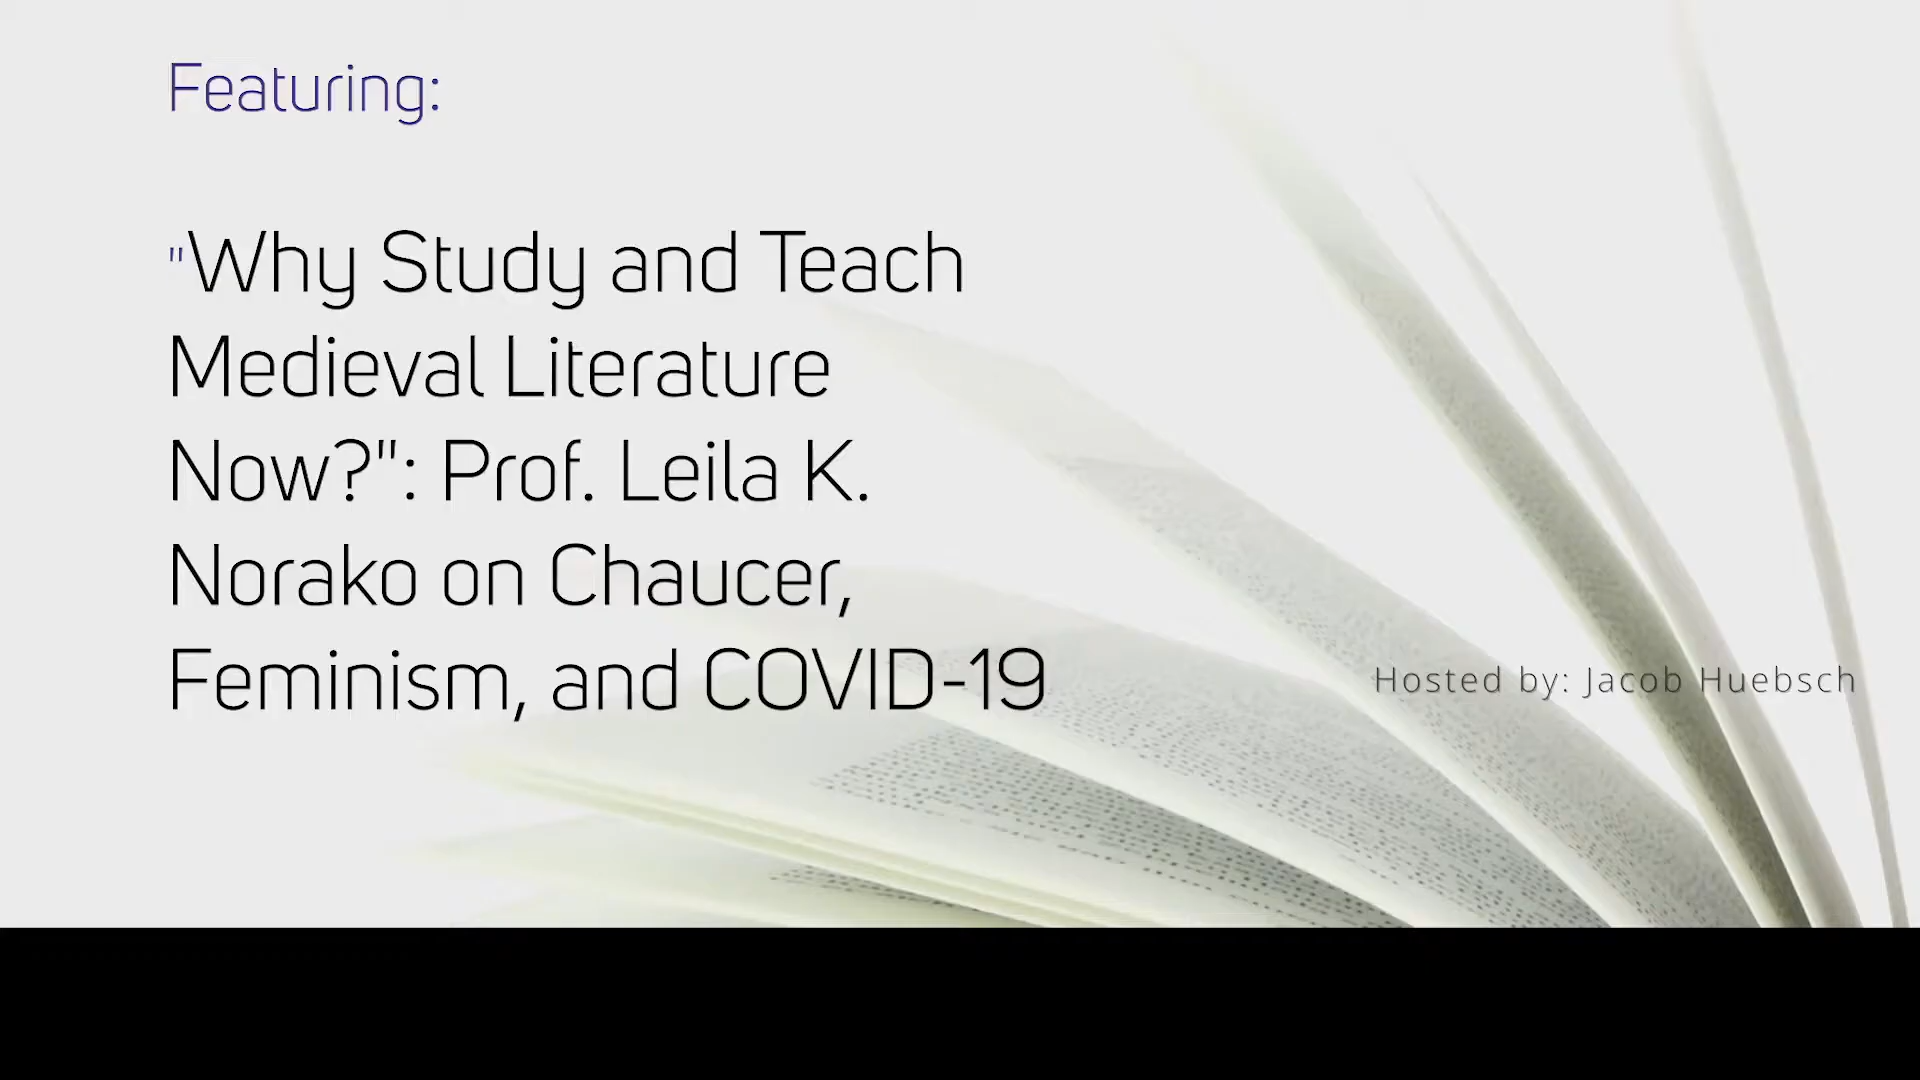 Featuring:
"Why Study and Teach
Medieval Literature
Now?": Prof. Leila K.
Norako on Chaucer,
Feminism, and COVID-19
Hosted by: Jacob Huebsch